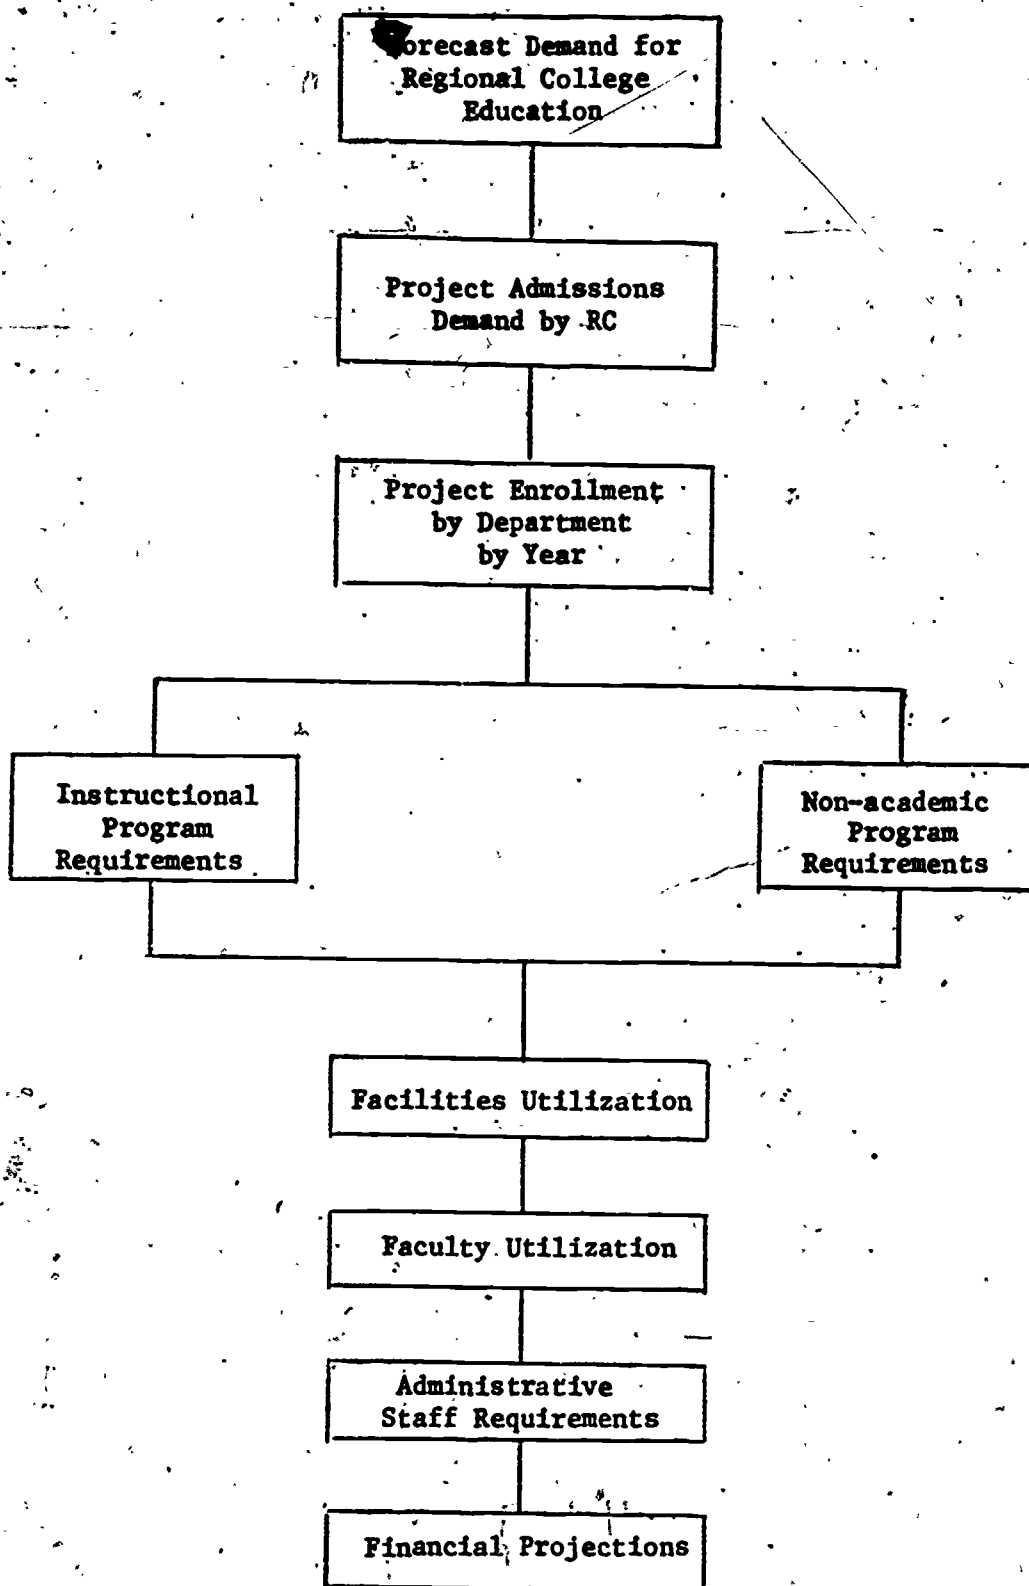 Forecast Demand for
Regional College
Education
Project Admissions
Demand by RC
Project Enrollment
by Department
by Year
Instructional
Program
Requirements
Non-academic
Program
Requirements
Facilities Utilization
Faculty Utilization
Administrative
Staff Requirements
Financial Projections